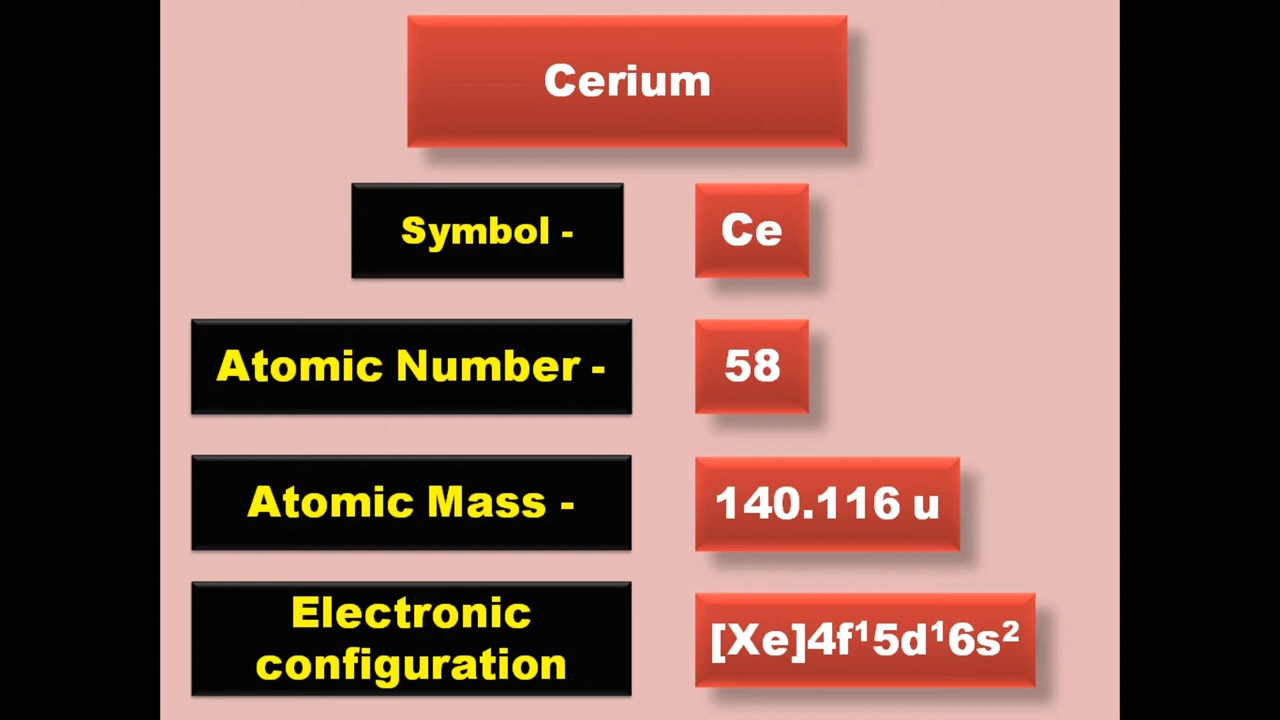 Cerium
Symbol - Ce
Atomic Number - 58
Atomic Mass - 140.116 u
Electronic
configuration
[Xe]4f¹5d¹6s²